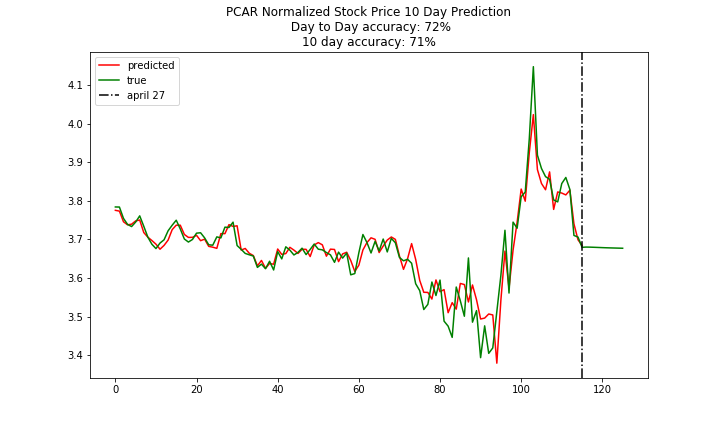 PCAR Normalized Stock Price 10 Day Prediction
Day to Day accuracy: 72%
10 day accuracy: 71%
predicted
true
april 27
4.1
4.0
3.9
3.8
3.7
3.6
3.5
3.4
0 20 40 60 80 100 120